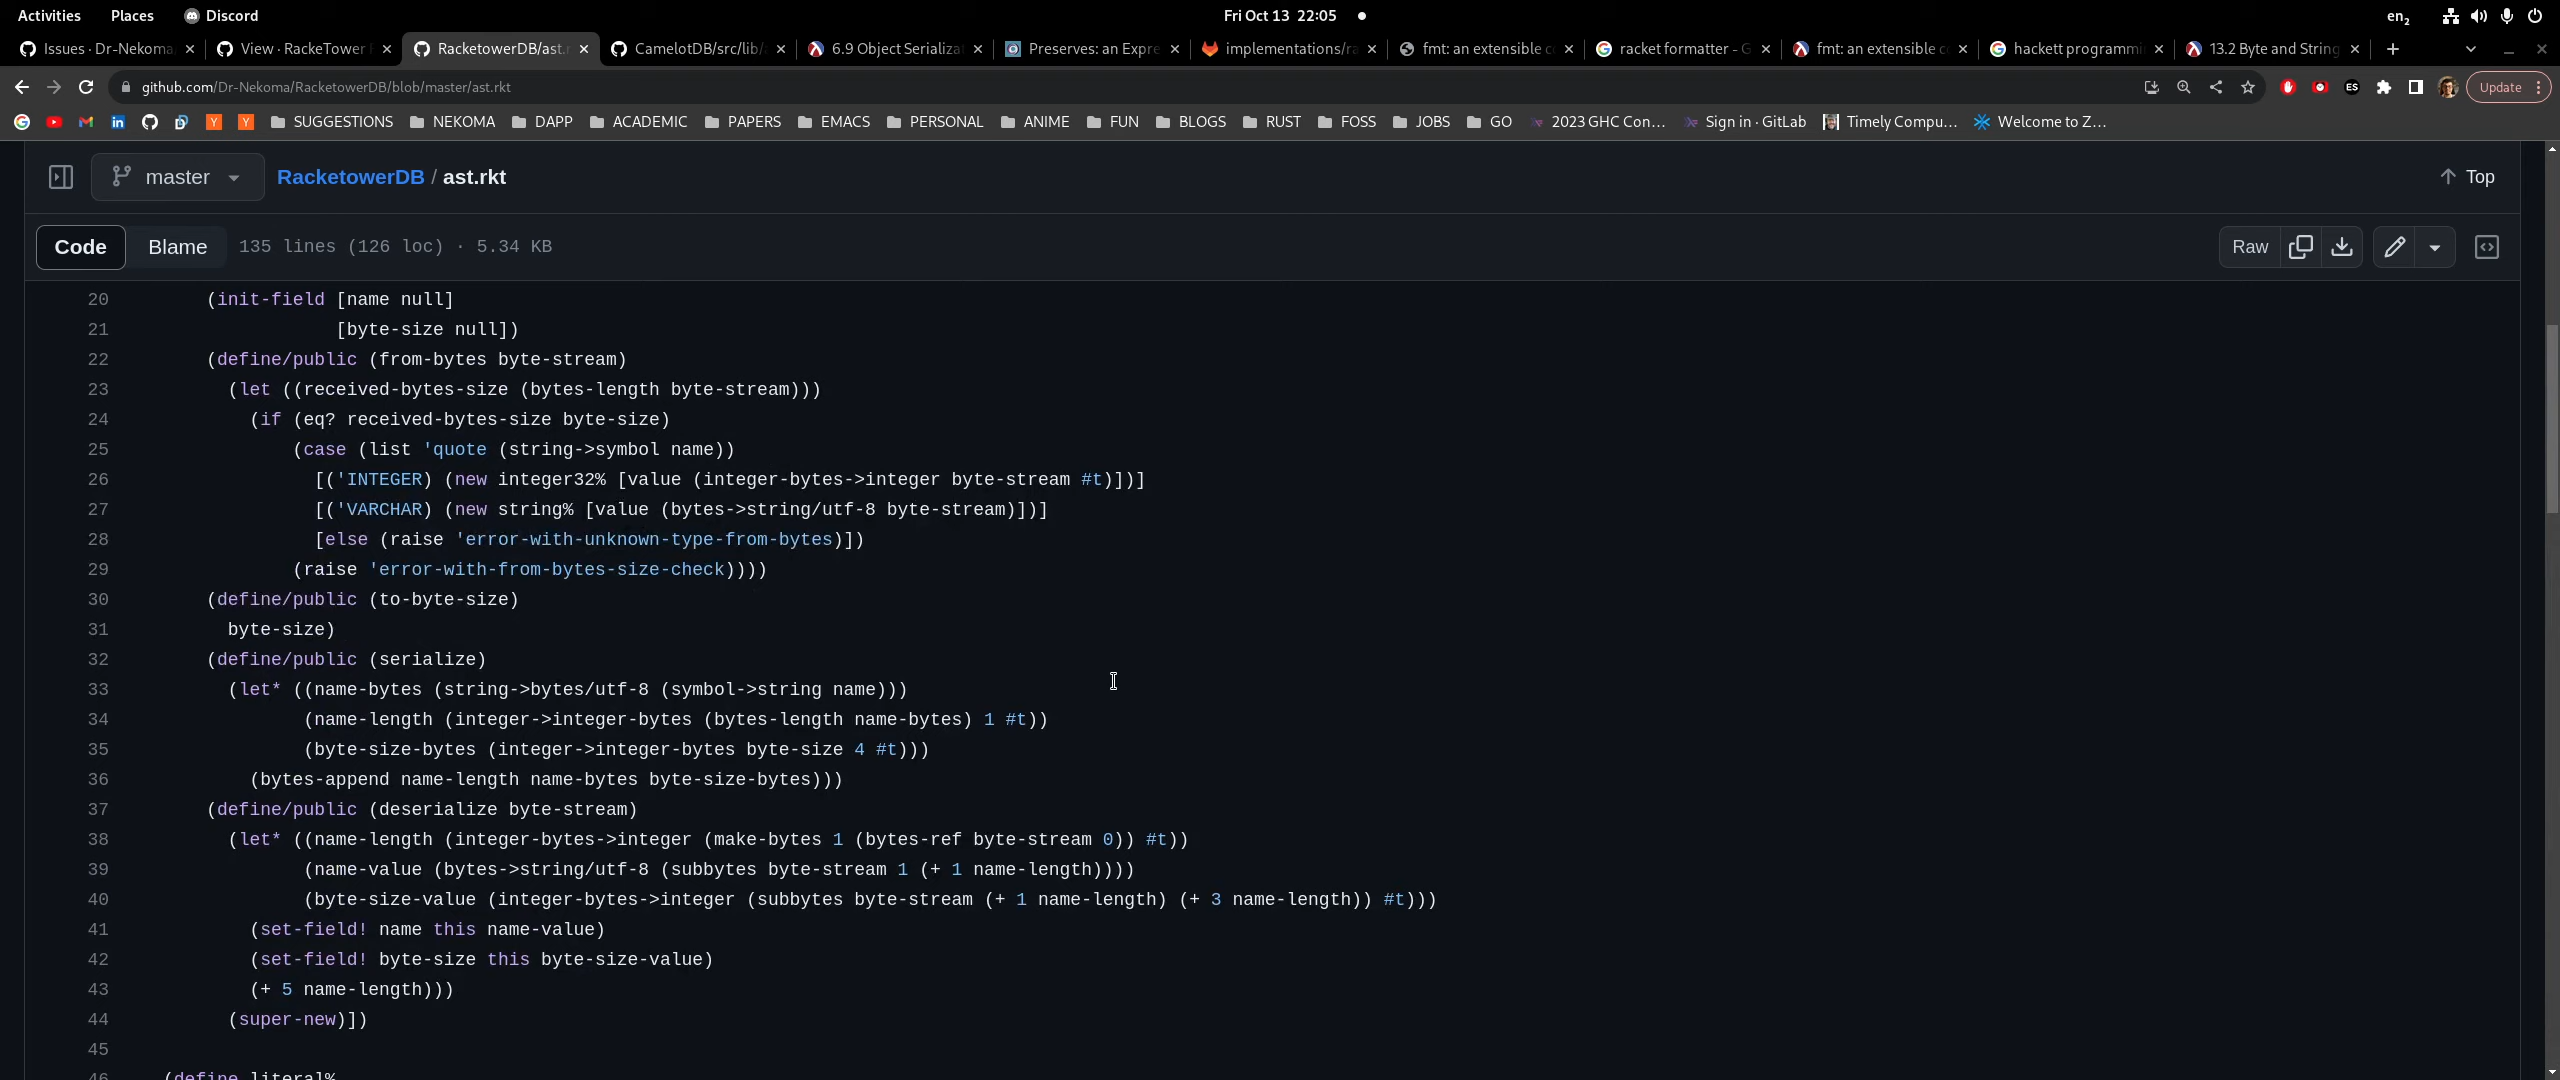 Activities Places Discord Fri Oct 13 22:05 en2
Issues · Dr-Nekoma View · RackeTower RacketowerDB/ast.r CamelotDB/src/lib/ 6.9 Object Serializat Preserves: an Expre implementations/ra fmt: an extensible c racket formatter - G fmt: an extensible c hackett programmi 13.2 Byte and String
github.com/Dr-Nekoma/RacketowerDB/blob/master/ast.rkt ES Update
SUGGESTIONS NEKOMA DAPP ACADEMIC PAPERS EMACS PERSONAL ANIME FUN BLOGS RUST FOSS JOBS GO 2023 GHC Con... Sign in · GitLab Timely Compu... Welcome to Z...
master RacketowerDB / ast.rkt Top
Code Blame 135 lines (126 loc) · 5.34 KB Raw
20 (init-field [name null]
21 [byte-size null])
22 (define/public (from-bytes byte-stream)
23 (let ((received-bytes-size (bytes-length byte-stream)))
24 (if (eq? received-bytes-size byte-size)
25 (case (list 'quote (string->symbol name))
26 [('INTEGER) (new integer32% [value (integer-bytes->integer byte-stream #t)])]
27 [('VARCHAR) (new string% [value (bytes->string/utf-8 byte-stream)])]
28 [else (raise 'error-with-unknown-type-from-bytes)])
29 (raise 'error-with-from-bytes-size-check))))
30 (define/public (to-byte-size)
31 byte-size)
32 (define/public (serialize)
33 (let* ((name-bytes (string->bytes/utf-8 (symbol->string name)))
34 (name-length (integer->integer-bytes (bytes-length name-bytes) 1 #t))
35 (byte-size-bytes (integer->integer-bytes byte-size 4 #t)))
36 (bytes-append name-length name-bytes byte-size-bytes)))
37 (define/public (deserialize byte-stream)
38 (let* ((name-length (integer-bytes->integer (make-bytes 1 (bytes-ref byte-stream 0)) #t))
39 (name-value (bytes->string/utf-8 (subbytes byte-stream 1 (+ 1 name-length))))
40 (byte-size-value (integer-bytes->integer (subbytes byte-stream (+ 1 name-length) (+ 3 name-length)) #t)))
41 (set-field! name this name-value)
42 (set-field! byte-size this byte-size-value)
43 (+ 5 name-length)))
44 (super-new)])
45
46 (define literal%